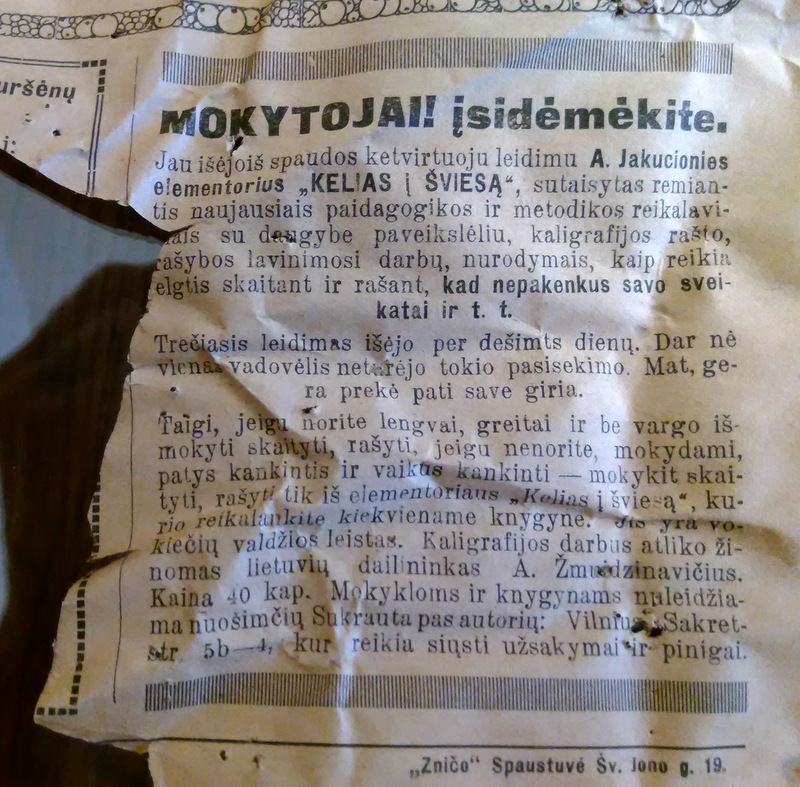 uršėnų
i:
MOKYTOJAI! įsidėmėkite.
Jau išėjoiš spaudos ketvirtuoju leidimu A. Jakucionies
elementorius „KELIAS Į ŠVIESĄ“, sutaisytas remian-
tis naujausiais paidagogikos ir metodikos reikalavi-
mais su daugybe paveikslėliu, kaligrafijos rašto,
rašybos lavinimosi darbų, nurodymais, kaip reikia
elgtis skaitant ir rašant, kad nepakenkus savo svei-
katai ir t. t.
Trečiasis leidimas išėjo per dešimts dienų. Dar nė
vienas vadovėlis neturėjo tokio pasisekimo. Mat, ge-
ra prekė pati save giria.
Taigi, jeigu norite lengvai, greitai ir be vargo iš-
mokyti skaityti, rašyti, jeigu nenorite, mokydami,
patys kankintis ir vaikus kankinti — mokykit skai-
tyti, rašyti tik iš elementoriaus „Kelias į šviesą“, ku-
rio reikalaukite kiekviename knygyne. Jis yra vo-
kiečių valdžios leistas. Kaligrafijos darbus atliko ži-
nomas lietuvių dailininkas A. Žmuidzinavičius.
Kaina 40 kap. Mokykloms ir knygynams nuleidžia-
ma nuošimčių Sukrauta pas autorių: Vilnius, Sakret-
str. 5b—4, kur reikia siųsti užsakymai ir pinigai.
„Zničo“ Spaustuvė Šv. Jono g. 19.